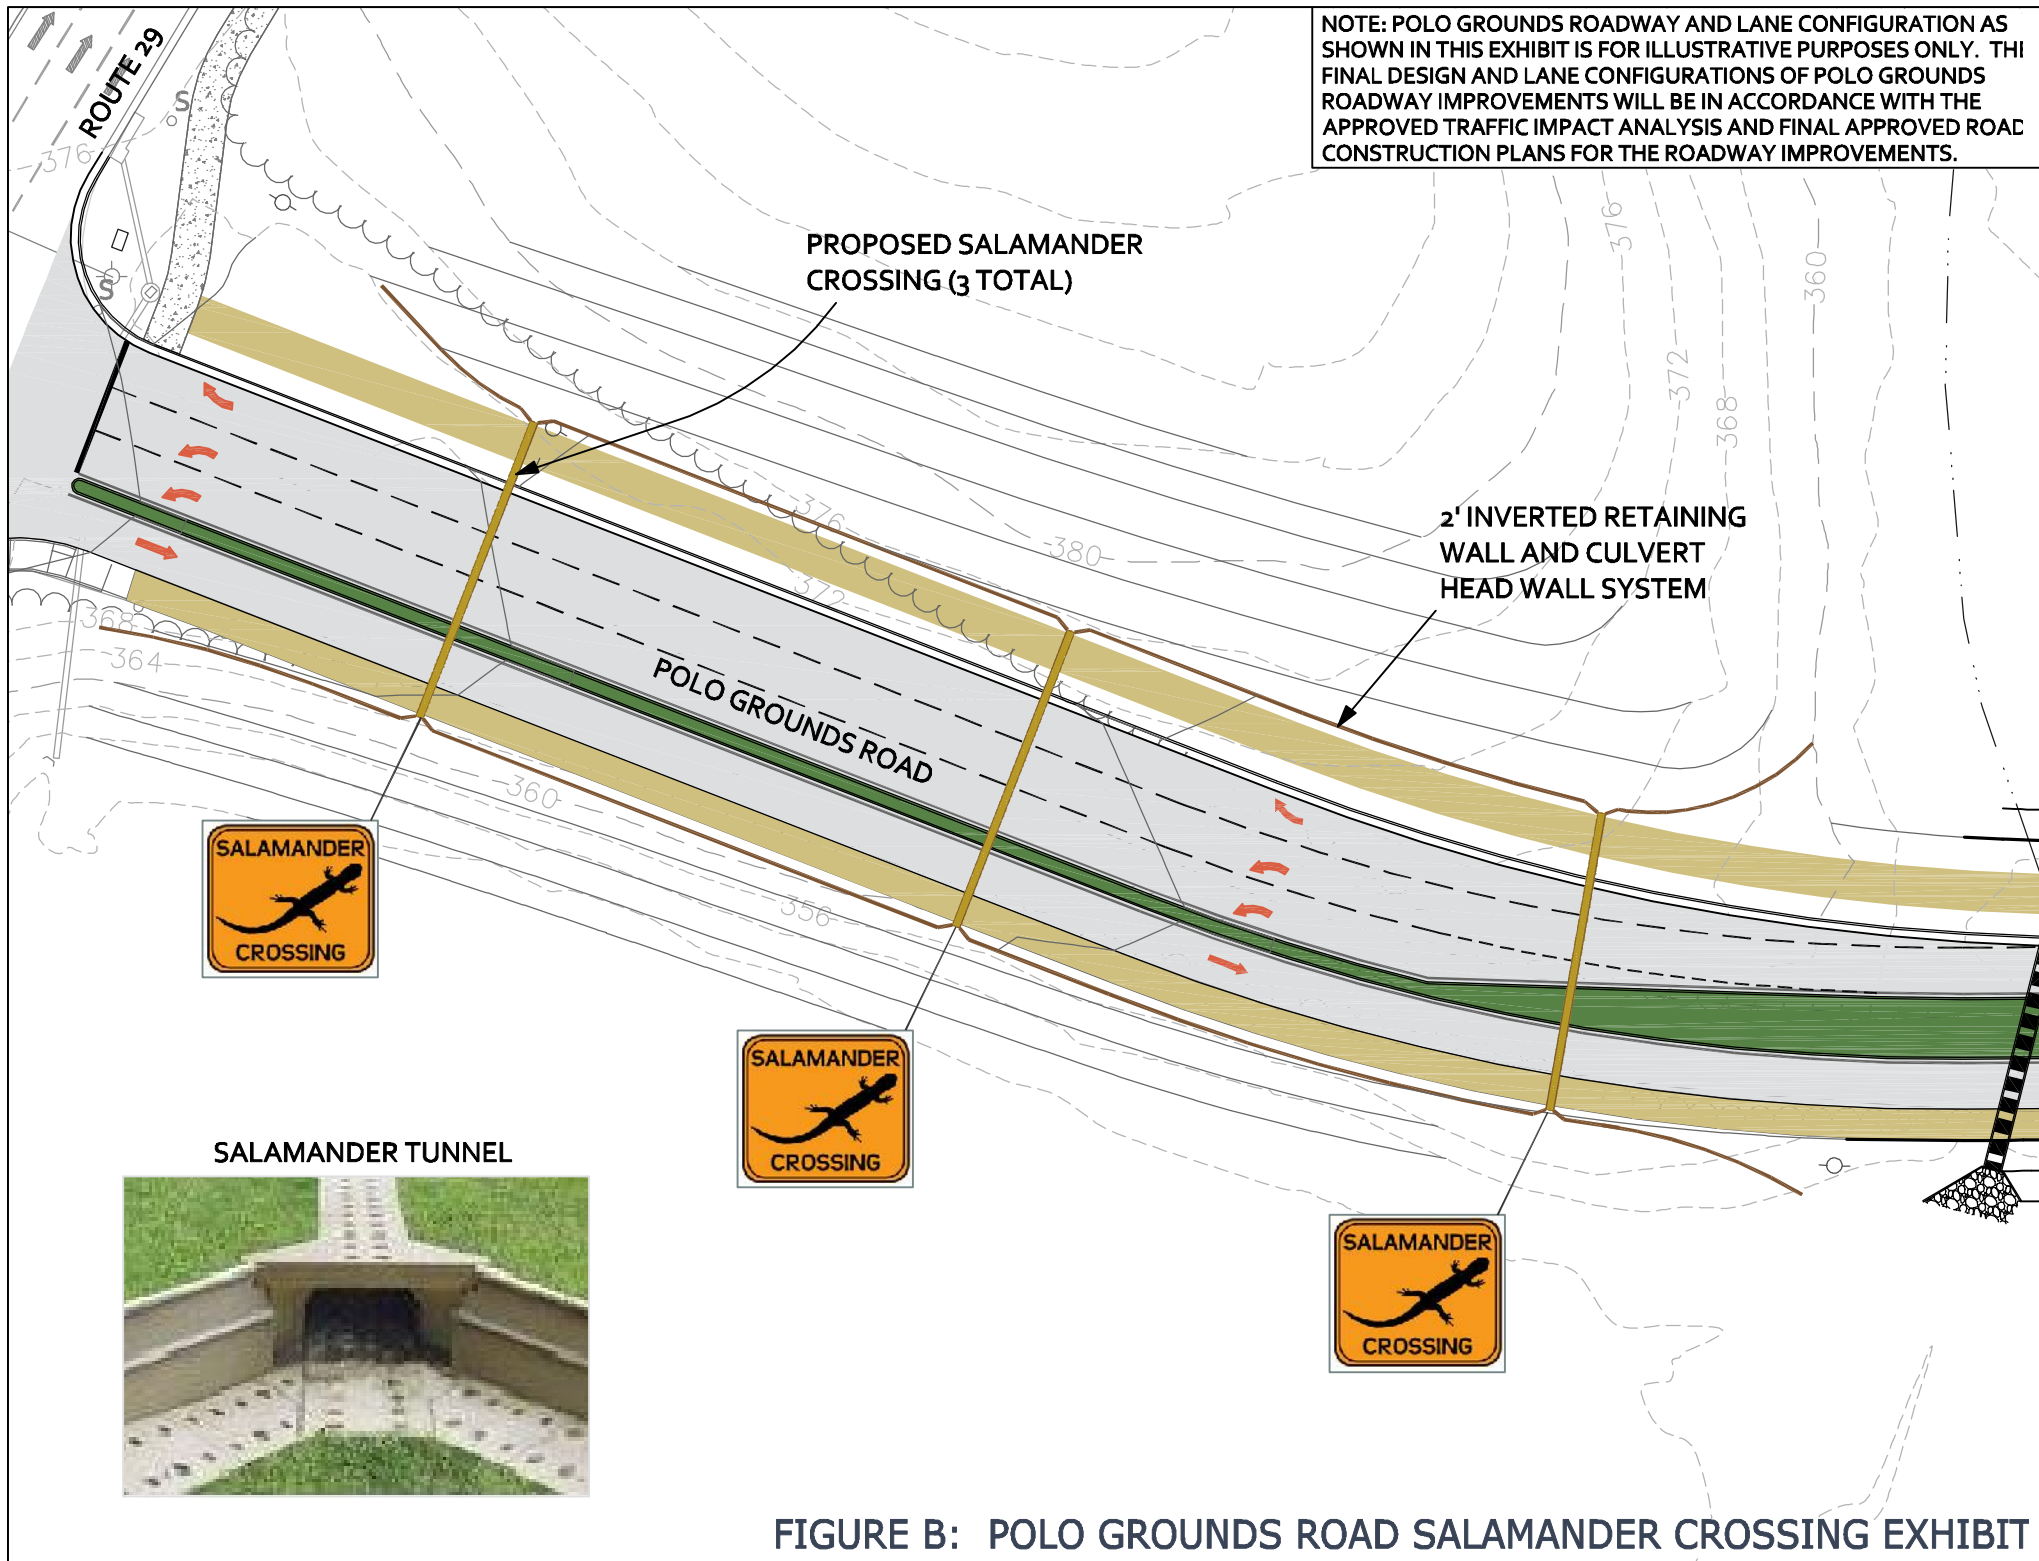 NOTE: POLO GROUNDS ROADWAY AND LANE CONFIGURATION AS
SHOWN IN THIS EXHIBIT IS FOR ILLUSTRATIVE PURPOSES ONLY. THE
FINAL DESIGN AND LANE CONFIGURATIONS OF POLO GROUNDS
ROADWAY IMPROVEMENTS WILL BE IN ACCORDANCE WITH THE
APPROVED TRAFFIC IMPACT ANALYSIS AND FINAL APPROVED ROAD
CONSTRUCTION PLANS FOR THE ROADWAY IMPROVEMENTS.
ROUTE 29
S
376
S
PROPOSED SALAMANDER
CROSSING (3 TOTAL)
376
360
372
368
376
380
372
2' INVERTED RETAINING
WALL AND CULVERT
HEAD WALL SYSTEM
368
364
POLO GROUNDS ROAD
360
356
SALAMANDER
CROSSING
SALAMANDER
CROSSING
SALAMANDER
CROSSING
SALAMANDER TUNNEL
FIGURE B: POLO GROUNDS ROAD SALAMANDER CROSSING EXHIBIT